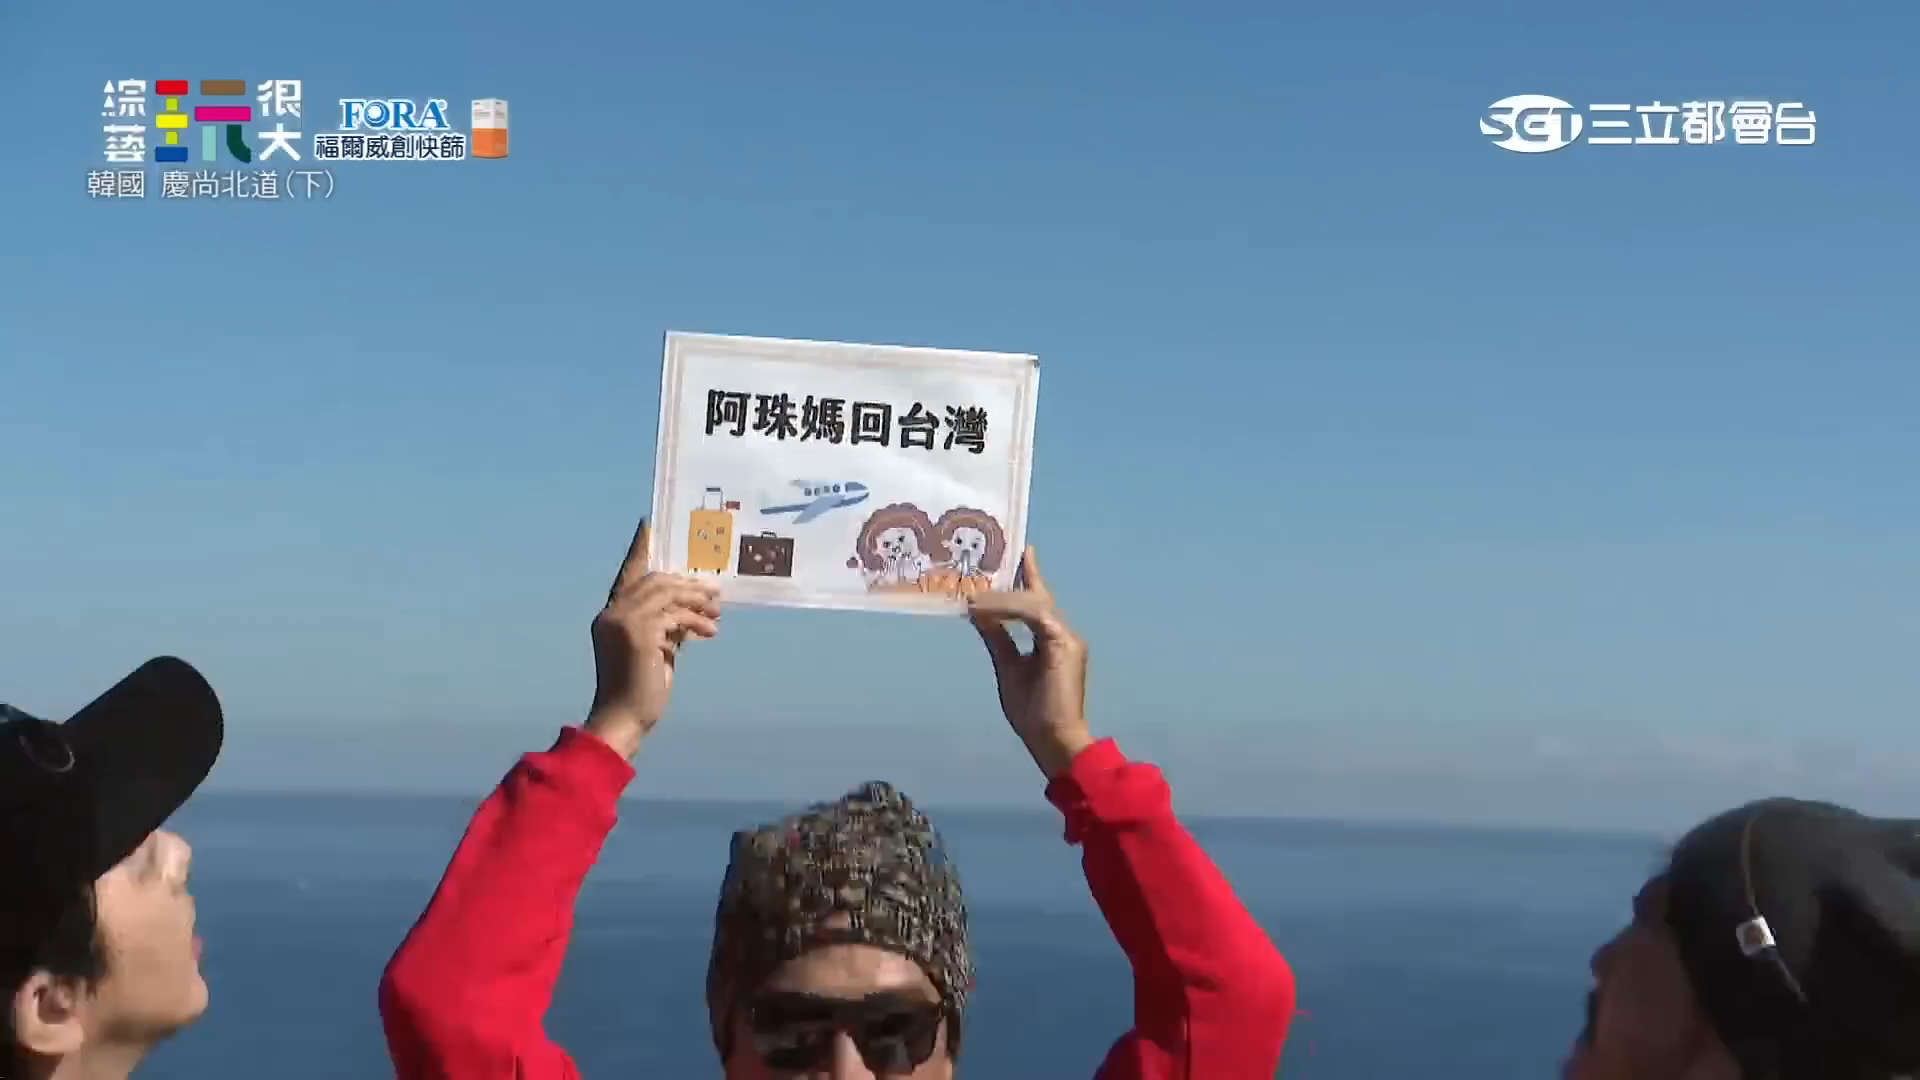 綜藝玩很大
FORA
福爾威創快篩
韓國 慶尚北道(下)
SET三立都會台
阿珠媽回台灣